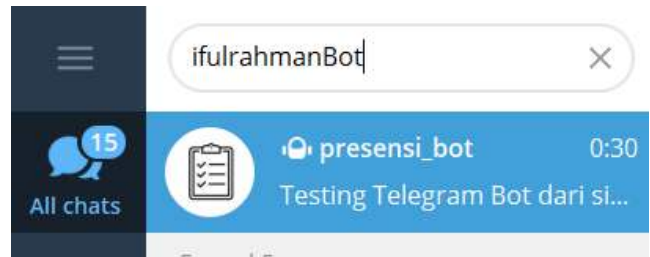 ifulrahmanBot
15
presensi_bot 0:30
All chats
Testing Telegram Bot dari si...